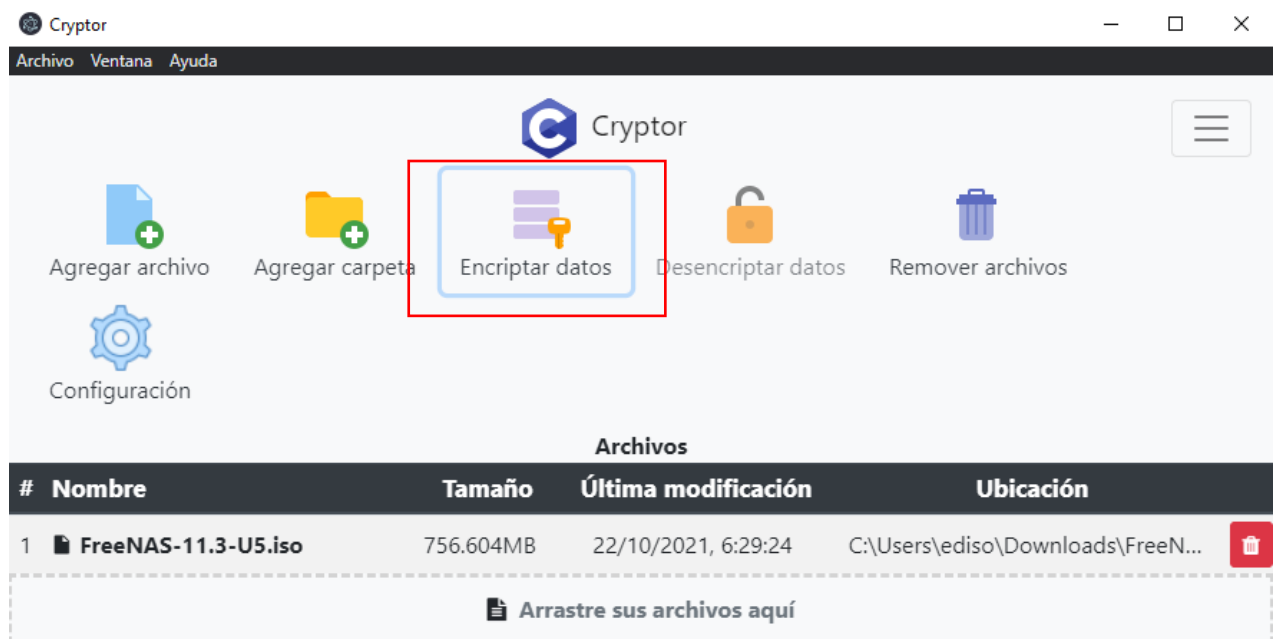 Cryptor
Archivo Ventana Ayuda
Cryptor
Agregar archivo Agregar carpeta Encriptar datos Desencriptar datos Remover archivos
Configuración
Archivos
# Nombre Tamaño Última modificación Ubicación
1 FreeNAS-11.3-U5.iso 756.604MB 22/10/2021, 6:29:24 C:\Users\ediso\Downloads\FreeN...
Arrastre sus archivos aquí